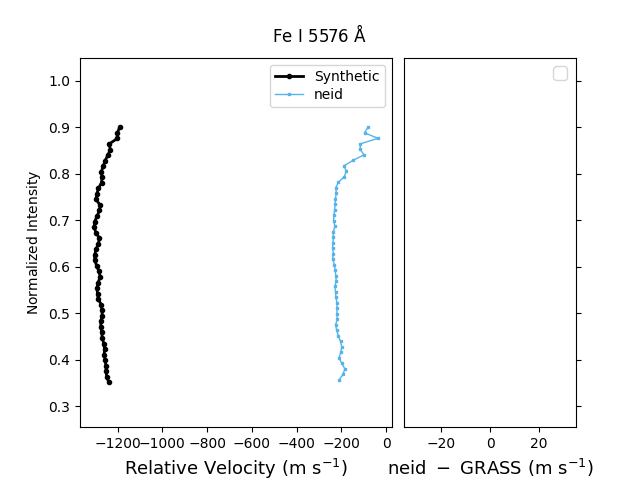 Fe I 5576 Å
Synthetic
neid
Normalized Intensity
1.0
0.9
0.8
0.7
0.6
0.5
0.4
0.3
−1200 −1000 −800 −600 −400 −200 0
−20 0 20
Relative Velocity (m s⁻¹)
neid − GRASS (m s⁻¹)